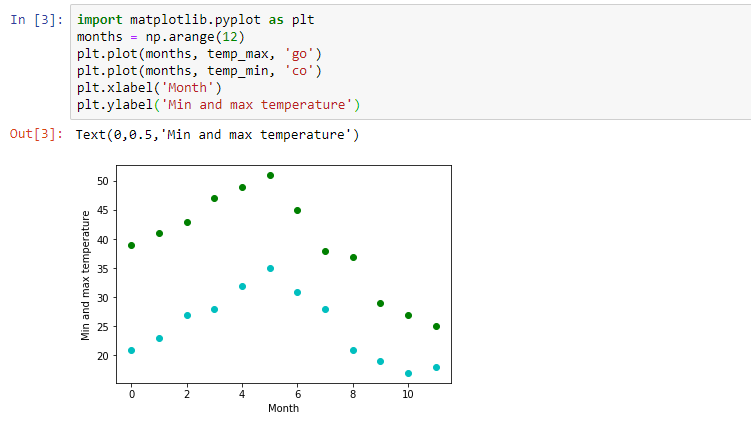 In [3]: import matplotlib.pyplot as plt
months = np.arange(12)
plt.plot(months, temp_max, 'go')
plt.plot(months, temp_min, 'co')
plt.xlabel('Month')
plt.ylabel('Min and max temperature')
Out[3]: Text(0,0.5,'Min and max temperature')
50
45
40
35
30
25
20
Min and max temperature
0 2 4 6 8 10
Month